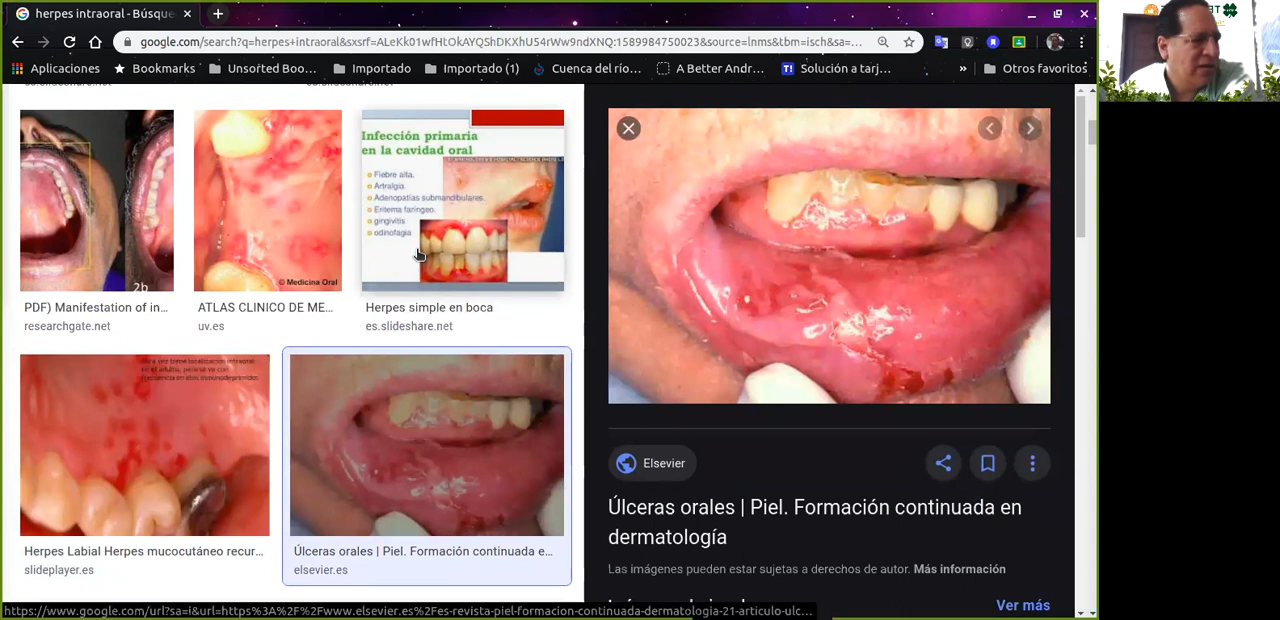 herpes intraoral - Búsque
google.com/search?q=herpes+intraoral&sxsrf=ALeKk01wfHtOkAYQShDKXhU54rWw9ndXNQ:1589984750023&source=lnms&tbm=isch&sa=...
Aplicaciones Bookmarks Unsorted Boo... Importado Importado (1) Cuenca del río... A Better Andr... Solución a tarj... » Otros favoritos
Infección primaria
en la cavidad oral
Fiebre alta.
Artralgia.
Adenopatías submandibulares.
Eritema faríngeo.
gingivitis
odinofagia
2b
© Medicina Oral
PDF) Manifestation of in...
researchgate.net
ATLAS CLINICO DE ME...
uv.es
Herpes simple en boca
es.slideshare.net
Herpes Labial Herpes mucocutáneo recur...
slideplayer.es
Úlceras orales | Piel. Formación continuada e...
elsevier.es
Elsevier
Úlceras orales | Piel. Formación continuada en
dermatología
Las imágenes pueden estar sujetas a derechos de autor. Más información
Ver más
https://www.google.com/url?sa=i&url=https%3A%2F%2Fwww.elsevier.es%2Fes-revista-piel-formacion-continuada-dermatologia-21-articulo-ulc...